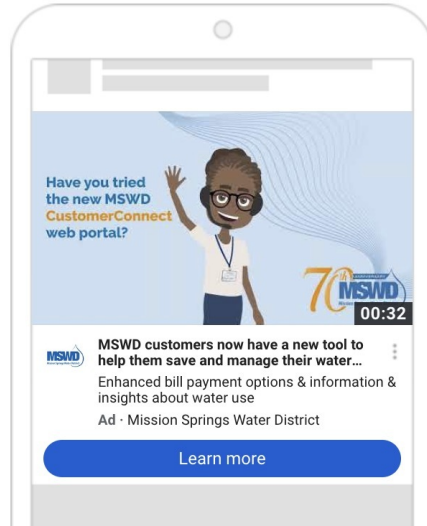 Have you tried
the new MSWD
CustomerConnect
web portal?
70th
MSWD
00:32
MSWD
MSWD customers now have a new tool to
help them save and manage their water...
Enhanced bill payment options & information &
insights about water use
Ad · Mission Springs Water District
Learn more